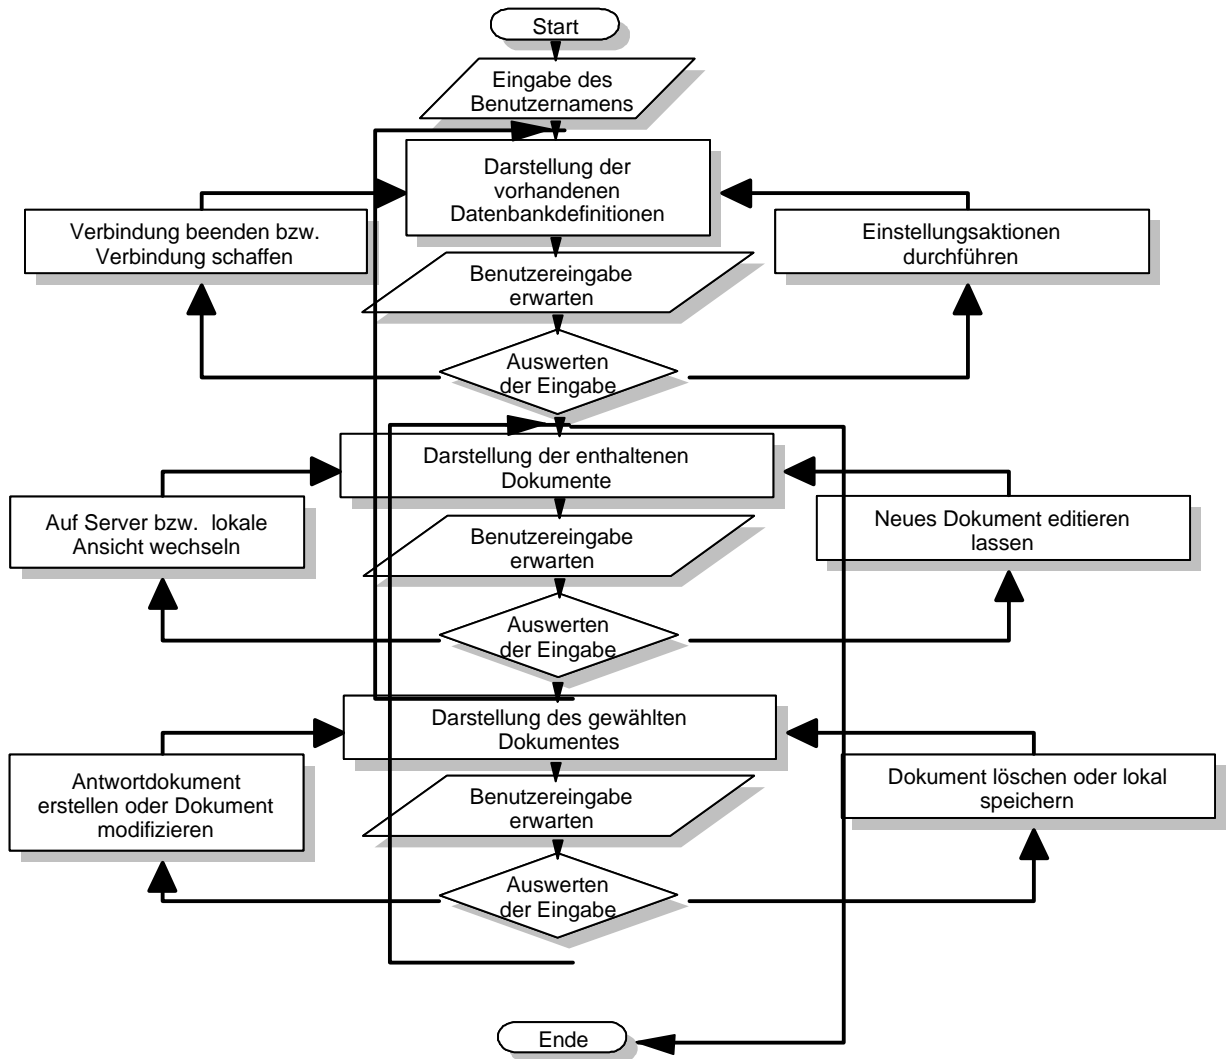 Start
Eingabe des
Benutzernamens
Darstellung der
vorhandenen
Datenbankdefinitionen
Verbindung beenden bzw.
Verbindung schaffen
Einstellungsaktionen
durchführen
Benutzereingabe
erwarten
Auswerten
der Eingabe
Darstellung der enthaltenen
Dokumente
Auf Server bzw. lokale
Ansicht wechseln
Neues Dokument editieren
lassen
Benutzereingabe
erwarten
Auswerten
der Eingabe
Darstellung des gewählten
Dokumentes
Antwortdokument
erstellen oder Dokument
modifizieren
Dokument löschen oder lokal
speichern
Benutzereingabe
erwarten
Auswerten
der Eingabe
Ende